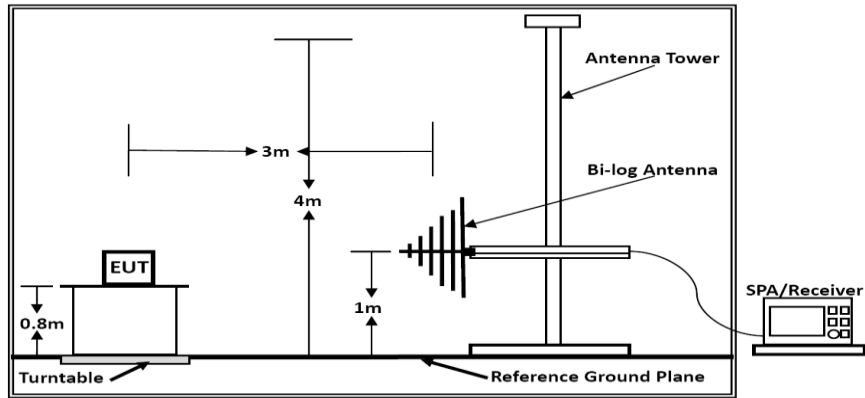 Antenna Tower
3m
Bi-log Antenna
4m
EUT
SPA/Receiver
0.8m
1m
Turntable
Reference Ground Plane